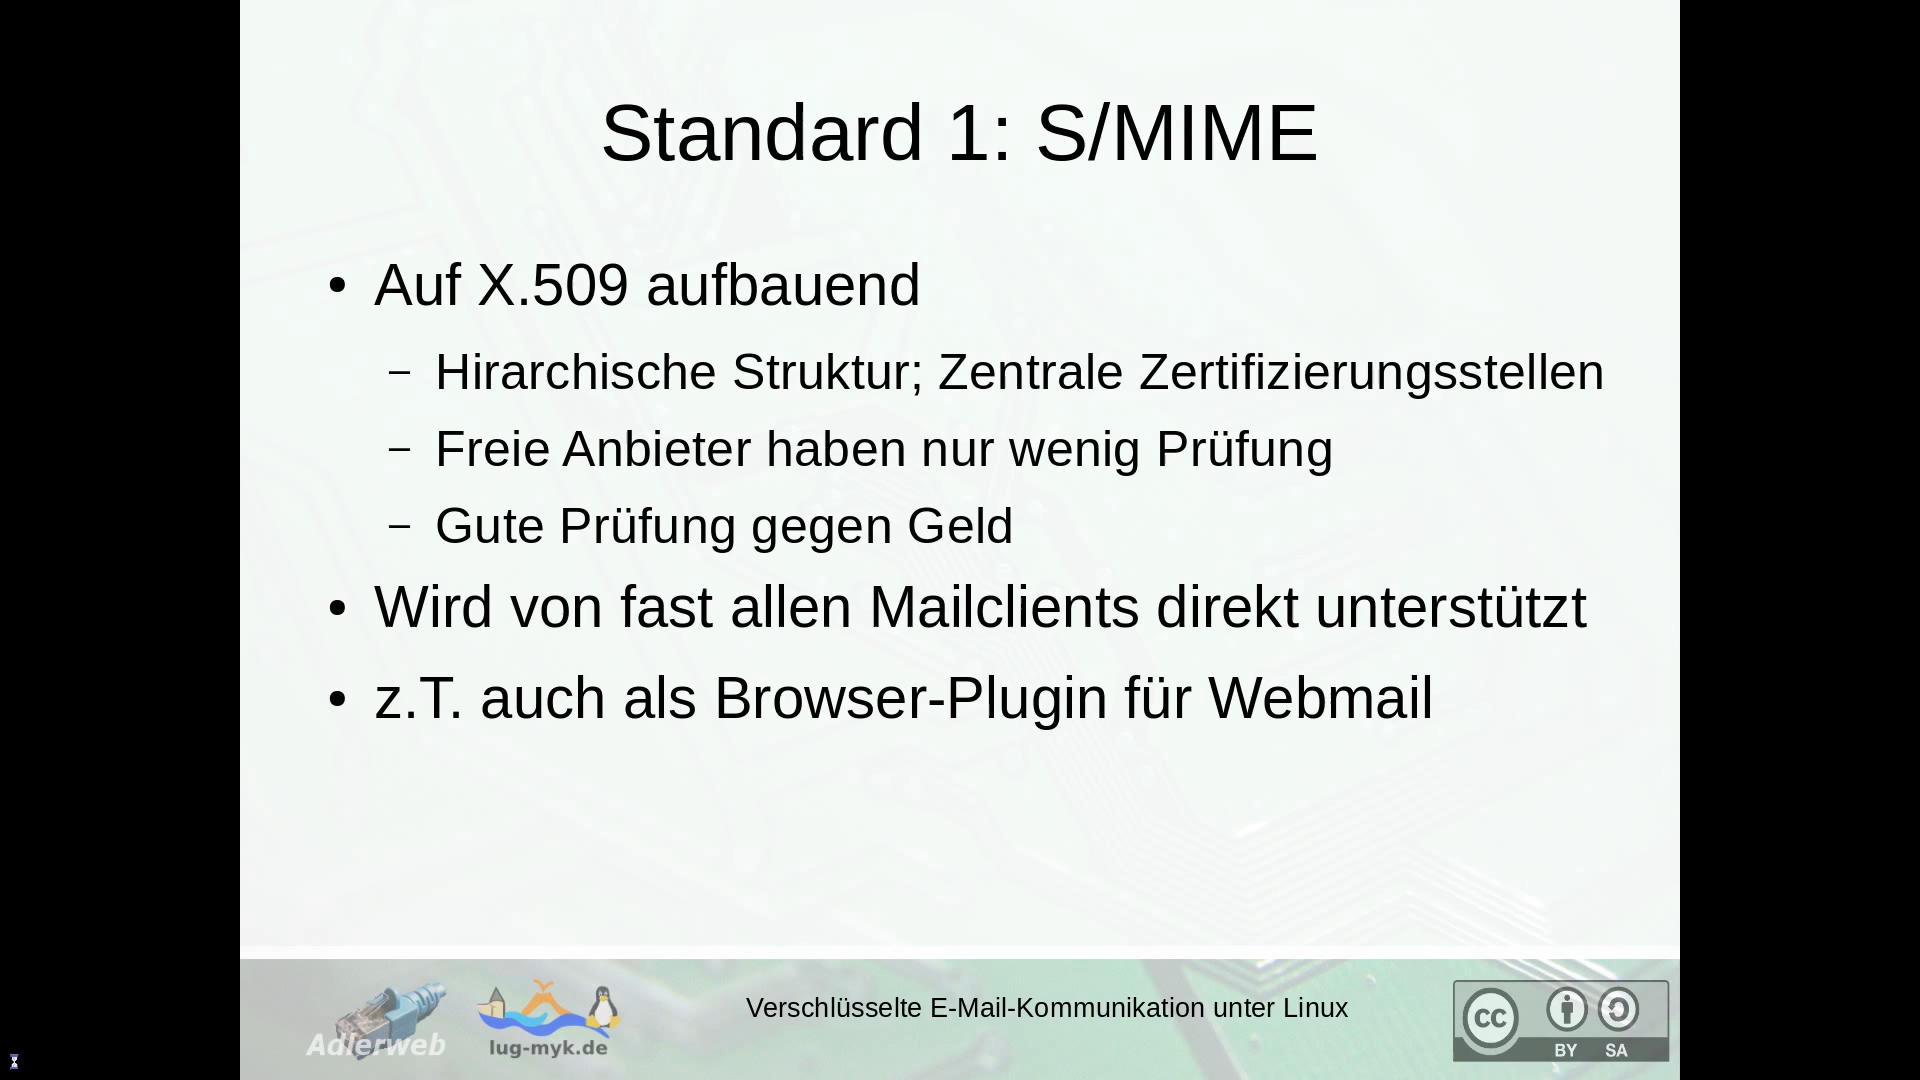 Standard 1: S/MIME
• Auf X.509 aufbauend
– Hirarchische Struktur; Zentrale Zertifizierungsstellen
– Freie Anbieter haben nur wenig Prüfung
– Gute Prüfung gegen Geld
• Wird von fast allen Mailclients direkt unterstützt
• z.T. auch als Browser-Plugin für Webmail
Adlerweb
lug-myk.de
Verschlüsselte E-Mail-Kommunikation unter Linux
cc
BY SA